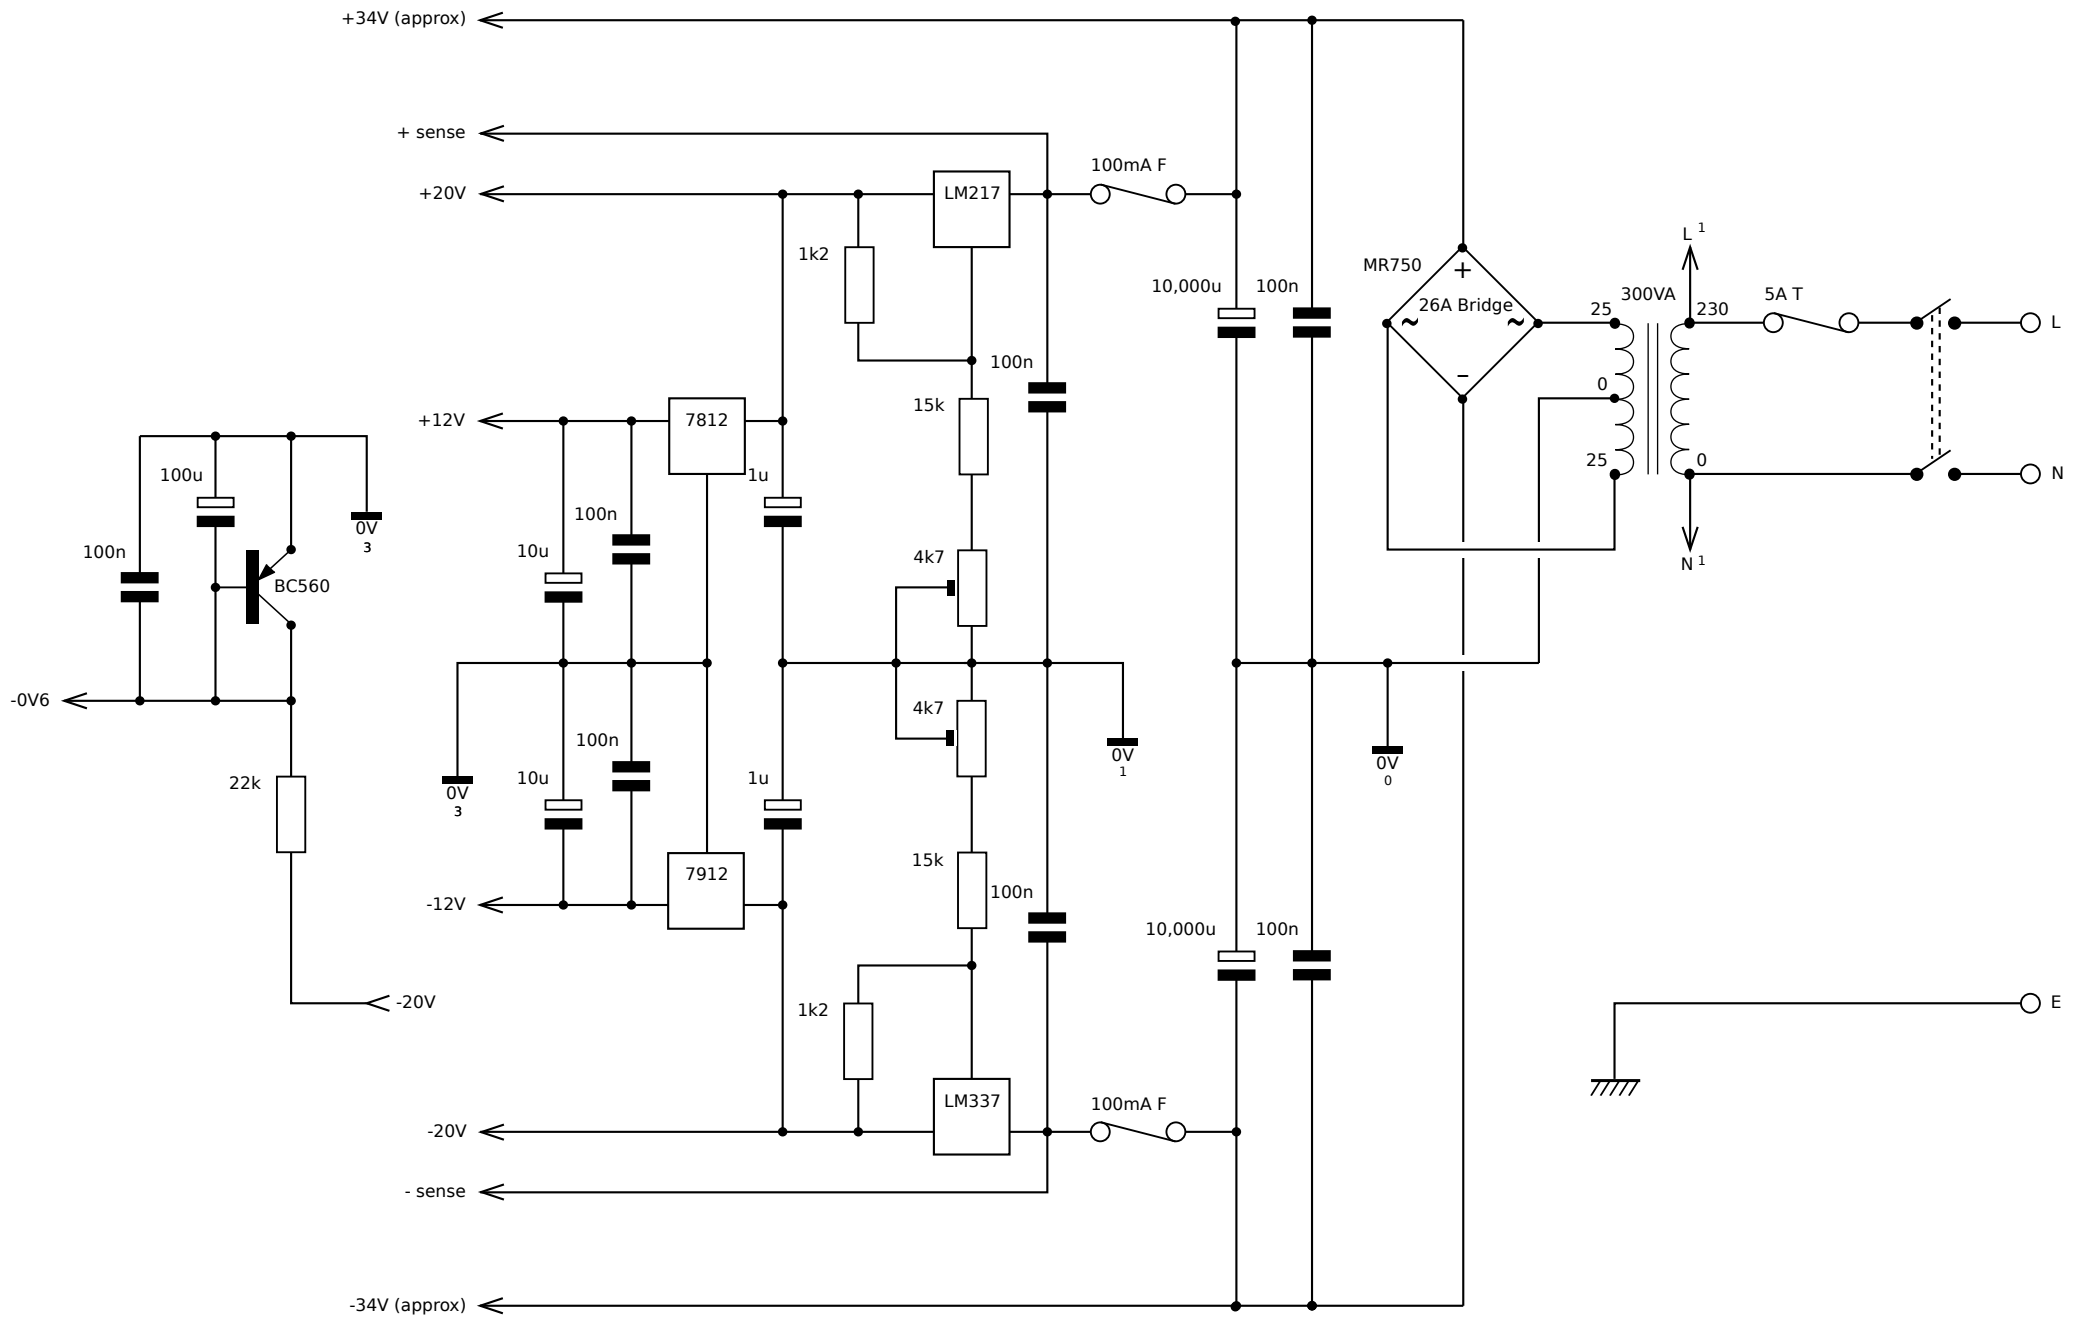 +34V (approx)
+ sense
100mA F
+20V
LM217
L 1
1k2
MR750
+
10,000u
100n
26A Bridge
~
~
25
300VA
230
5A T
L
100n
−
0
15k
+12V
7812
25
0
N
100u
1u
100n
0V
3
100n
10u
4k7
N 1
BC560
-0V6
4k7
100n
0V
1
0V
0
22k
10u
1u
0V
3
15k
7912
100n
-12V
10,000u
100n
-20V
1k2
E
LM337
100mA F
-20V
- sense
-34V (approx)